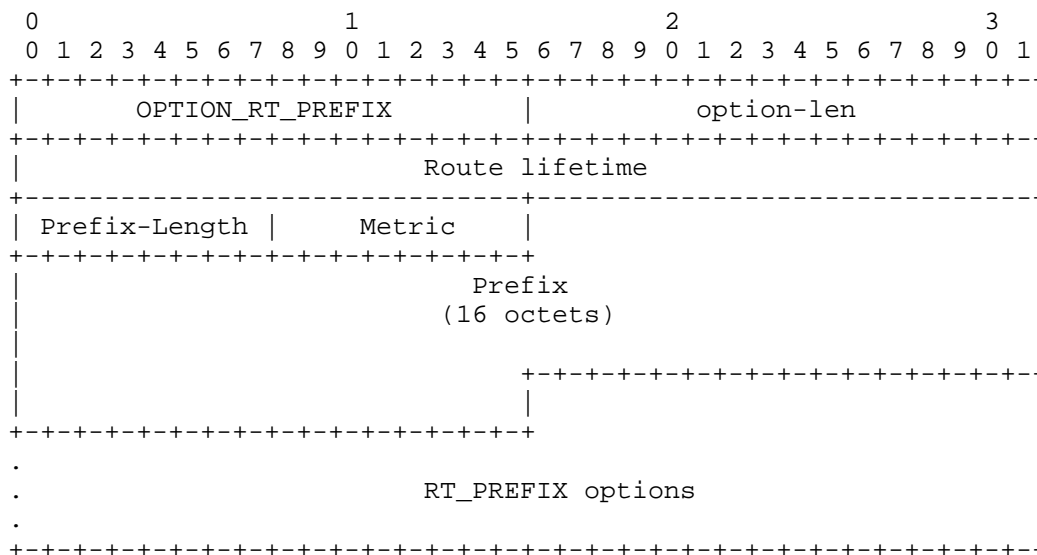 0                   1                   2                   3
 0 1 2 3 4 5 6 7 8 9 0 1 2 3 4 5 6 7 8 9 0 1 2 3 4 5 6 7 8 9 0 1
+-+-+-+-+-+-+-+-+-+-+-+-+-+-+-+-+-+-+-+-+-+-+-+-+-+-+-+-+-+-+-+-
|       OPTION_RT_PREFIX        |          option-len
+-+-+-+-+-+-+-+-+-+-+-+-+-+-+-+-+-+-+-+-+-+-+-+-+-+-+-+-+-+-+-+-
|                         Route lifetime
+-------------------------------+--------------------------------
| Prefix-Length |     Metric    |
+-+-+-+-+-+-+-+-+-+-+-+-+-+-+-+-+
|                            Prefix
|                          (16 octets)
|
|                               +-+-+-+-+-+-+-+-+-+-+-+-+-+-+-+-
|                               |
+-+-+-+-+-+-+-+-+-+-+-+-+-+-+-+-+
.
.                         RT_PREFIX options
.
+-+-+-+-+-+-+-+-+-+-+-+-+-+-+-+-+-+-+-+-+-+-+-+-+-+-+-+-+-+-+-+-